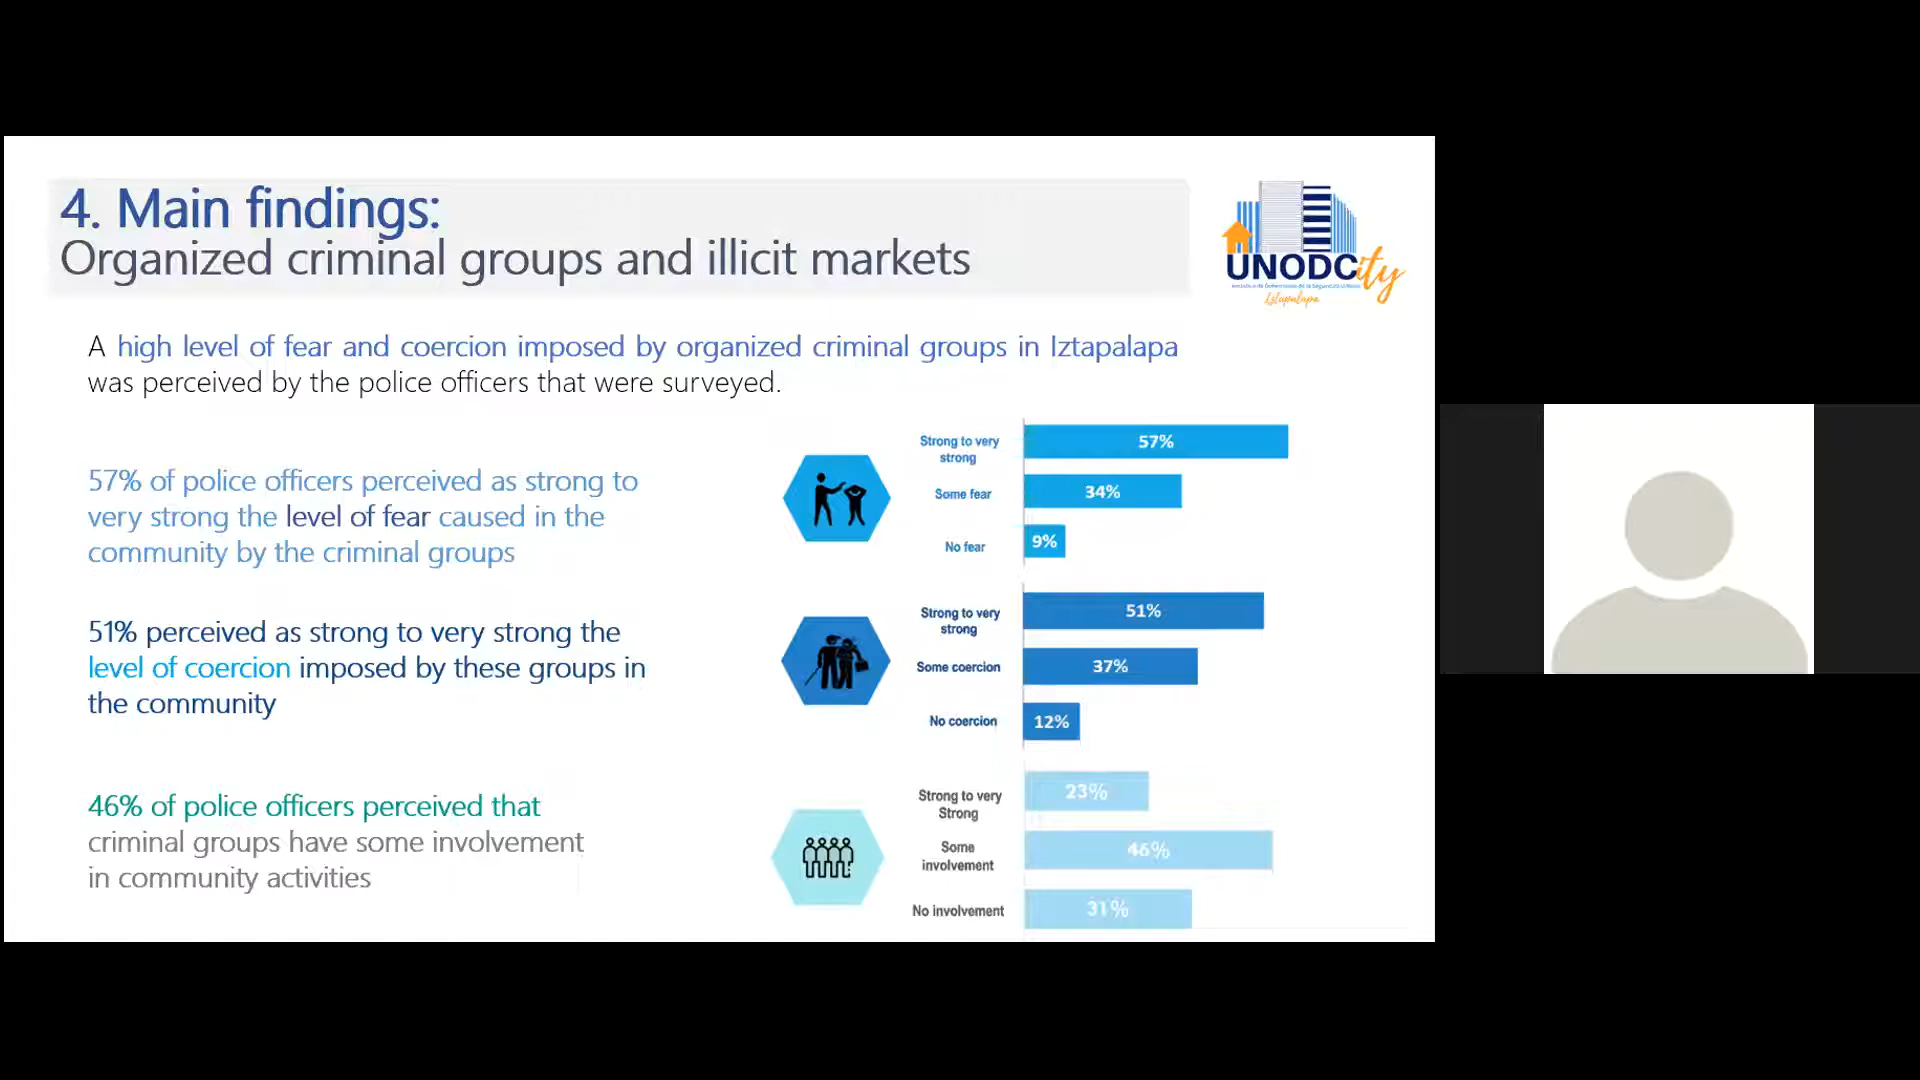 4. Main findings:
Organized criminal groups and illicit markets
UNODCity
Iztapalapa
A high level of fear and coercion imposed by organized criminal groups in Iztapalapa
was perceived by the police officers that were surveyed.
57% of police officers perceived as strong to
very strong the level of fear caused in the
community by the criminal groups
Strong to very
strong
57%
Some fear
34%
No fear
9%
51% perceived as strong to very strong the
level of coercion imposed by these groups in
the community
Strong to very
strong
51%
Some coercion
37%
No coercion
12%
46% of police officers perceived that
criminal groups have some involvement
in community activities
Strong to very
Strong
23%
Some
involvement
46%
No involvement
31%